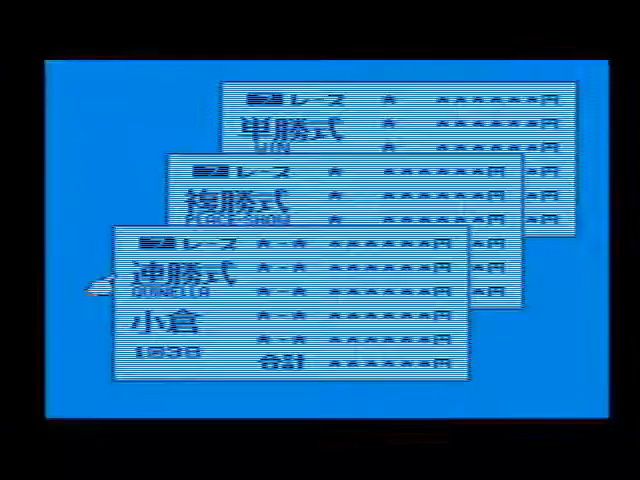 レース ☆ ☆☆☆☆☆☆円
単勝式 ☆ ☆☆☆☆☆☆円
WIN ☆ ☆☆☆☆☆☆円
レース ☆ ☆☆☆☆☆☆円
複勝式 ☆ ☆☆☆☆☆☆円
PLACE-SHOW ☆ ☆☆☆☆☆☆円
レース ☆-☆ ☆☆☆☆☆☆円
連勝式 ☆-☆ ☆☆☆☆☆☆円
QUINELLA ☆-☆ ☆☆☆☆☆☆円
小倉 ☆-☆ ☆☆☆☆☆☆円
☆-☆ ☆☆☆☆☆☆円
合計 ☆☆☆☆☆☆円